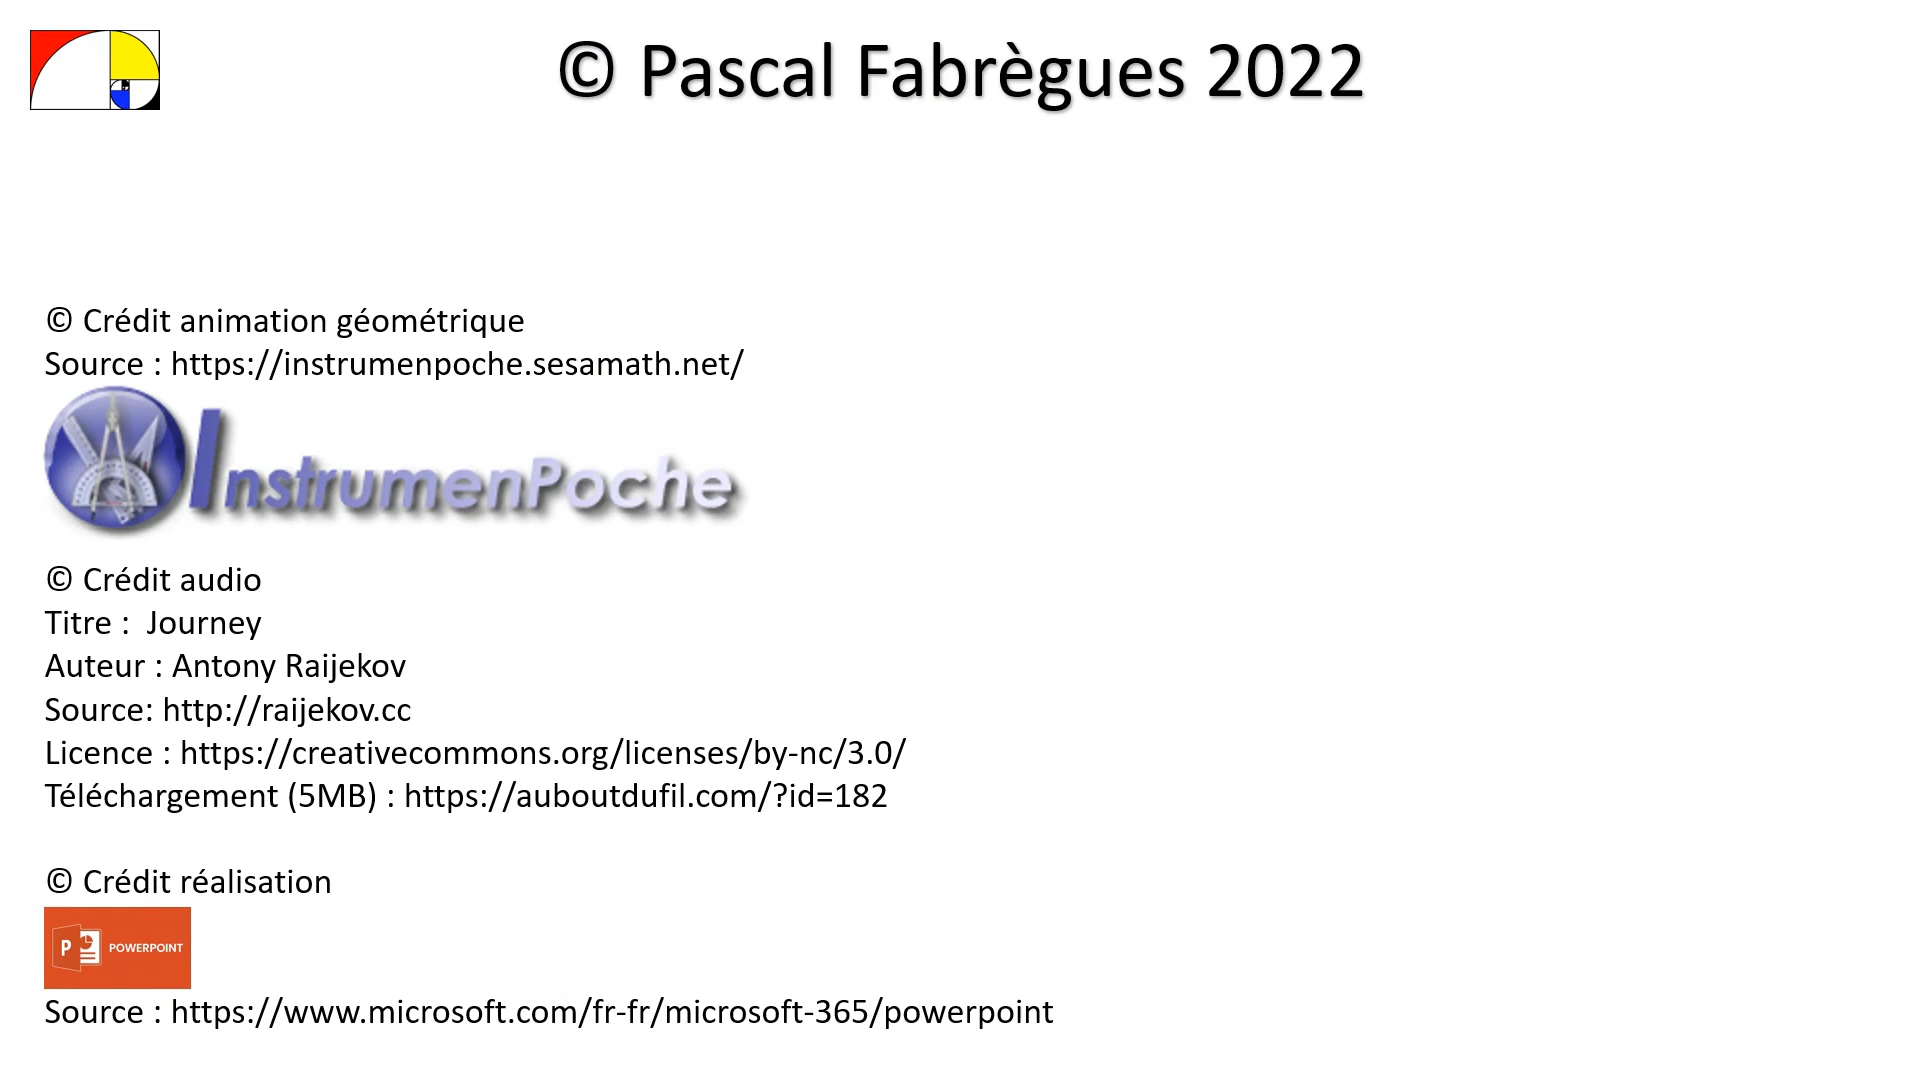 © Pascal Fabrègues 2022
© Crédit animation géométrique
Source : https://instrumenpoche.sesamath.net/
InstrumenPoche
© Crédit audio
Titre :  Journey
Auteur : Antony Raijekov
Source: http://raijekov.cc
Licence : https://creativecommons.org/licenses/by-nc/3.0/
Téléchargement (5MB) : https://auboutdufil.com/?id=182
© Crédit réalisation
P POWERPOINT
Source : https://www.microsoft.com/fr-fr/microsoft-365/powerpoint